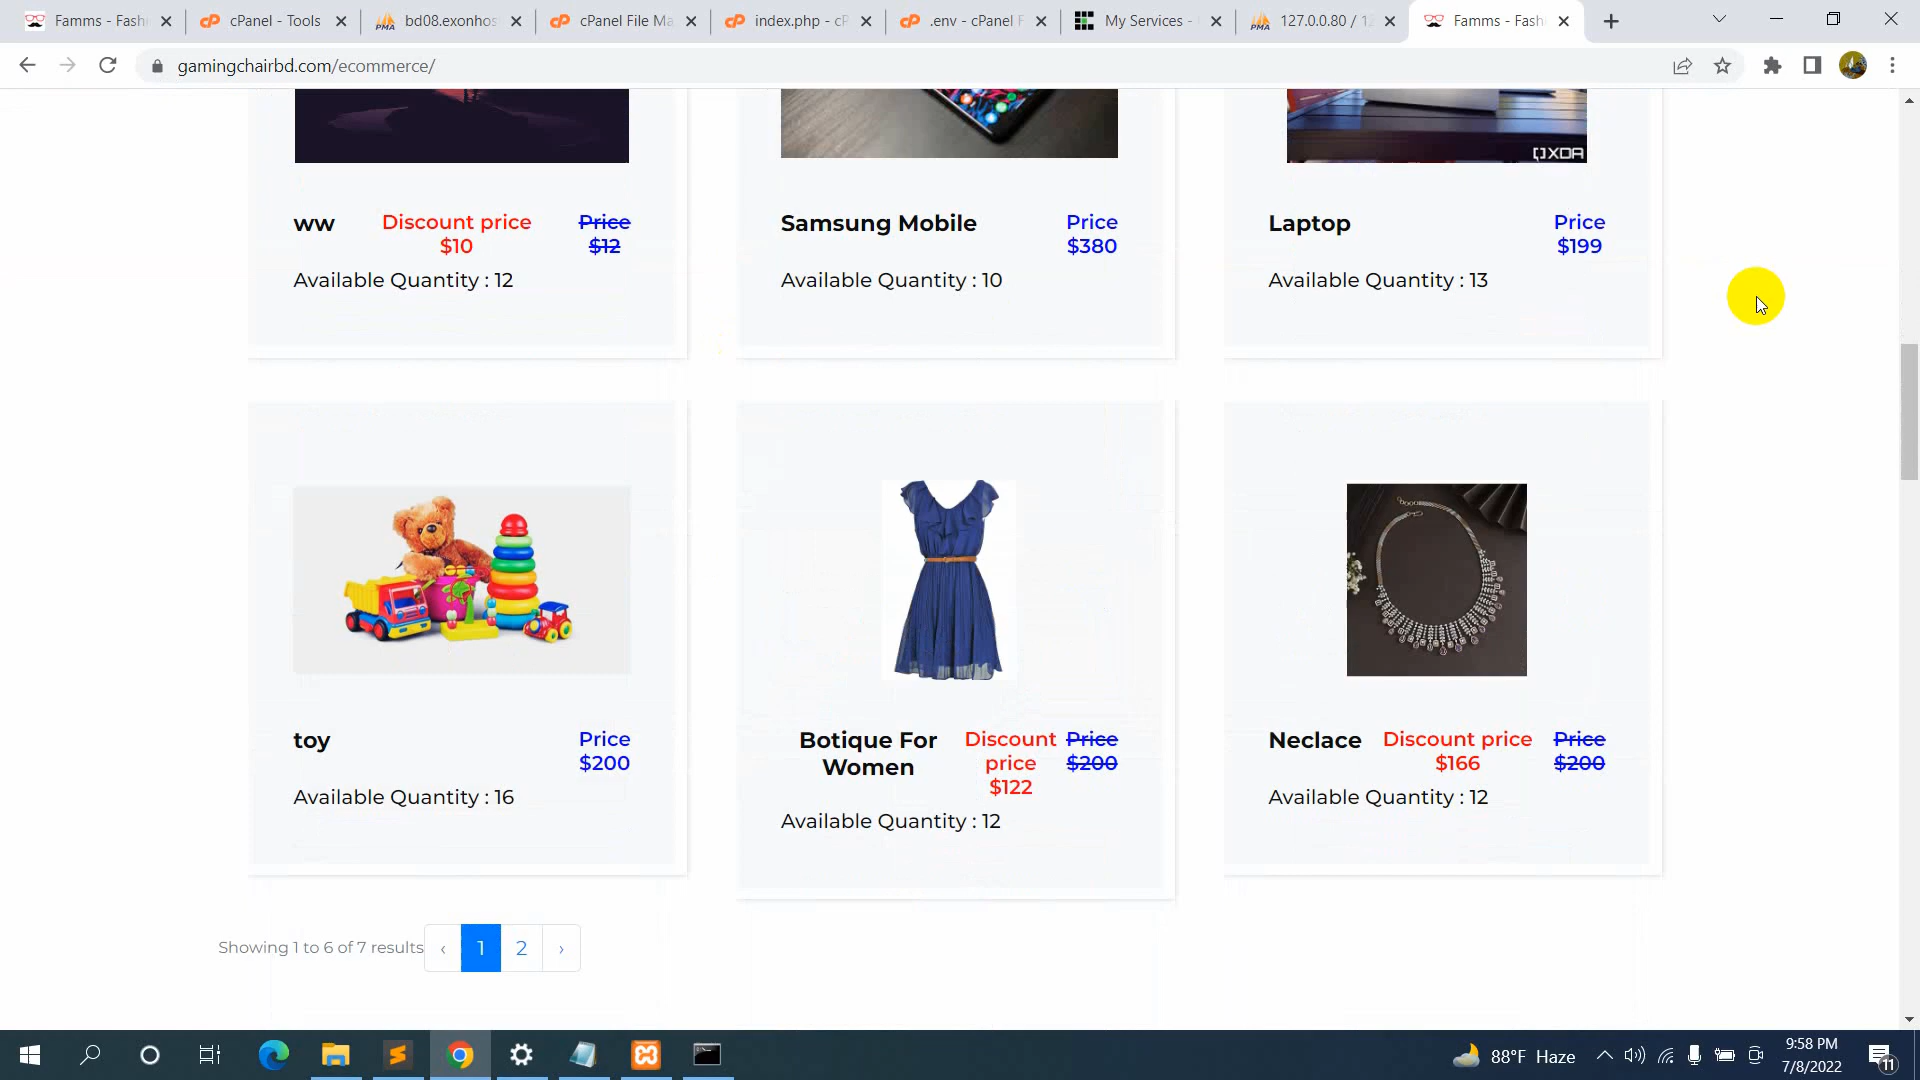 Famms - Fashi
cPanel - Tools
bd08.exonhos
cPanel File Ma
index.php - cP
.env - cPanel F
My Services -
127.0.0.80 / 12
Famms - Fash
gamingchairbd.com/ecommerce/
XDA
ww Discount price Price
$10 $12
Available Quantity : 12
Samsung Mobile Price
$380
Available Quantity : 10
Laptop Price
$199
Available Quantity : 13
toy Price
$200
Available Quantity : 16
Botique For Discount Price
Women price $200
$122
Available Quantity : 12
Neclace Discount price Price
$166 $200
Available Quantity : 12
Showing 1 to 6 of 7 results ‹ 1 2 ›
88°F Haze
9:58 PM
7/8/2022
11